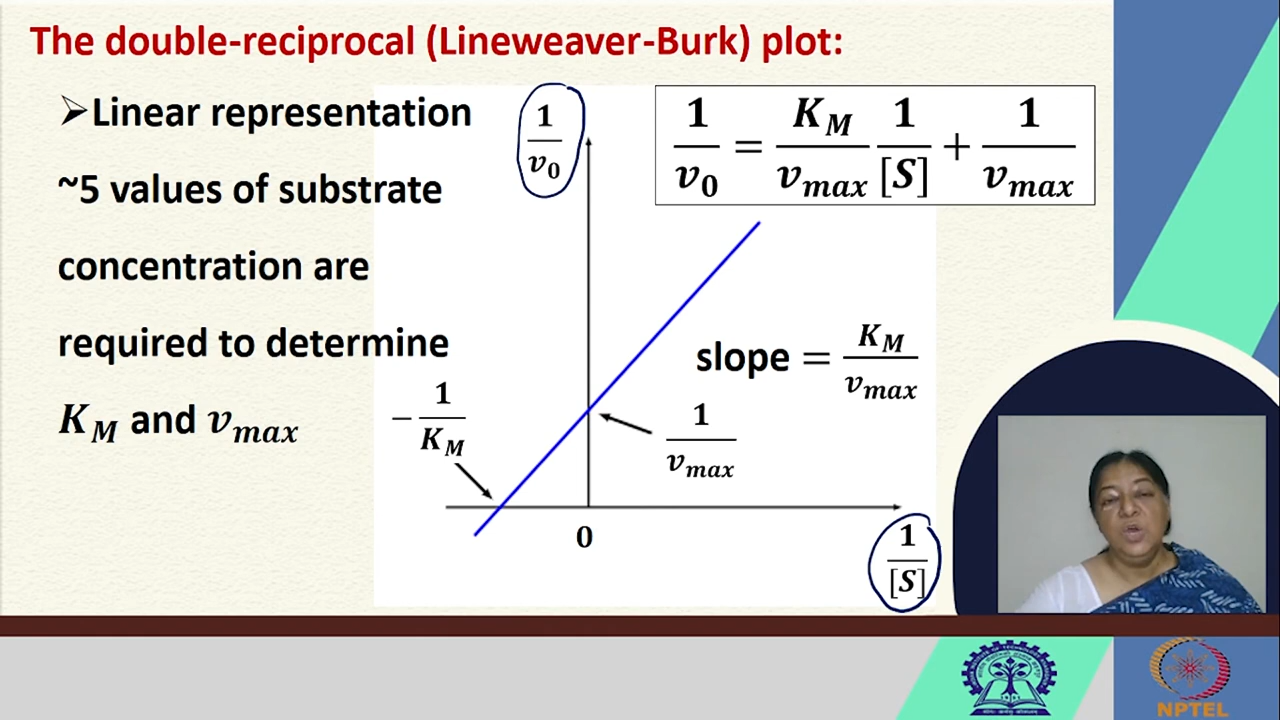 The double-reciprocal (Lineweaver-Burk) plot:
➢Linear representation
~5 values of substrate
concentration are
required to determine
K_M and v_max
1/v_0
1/v_0 = K_M/v_max 1/[S] + 1/v_max
slope = K_M/v_max
1/v_max
−1/K_M
0
1/[S]
NPTEL